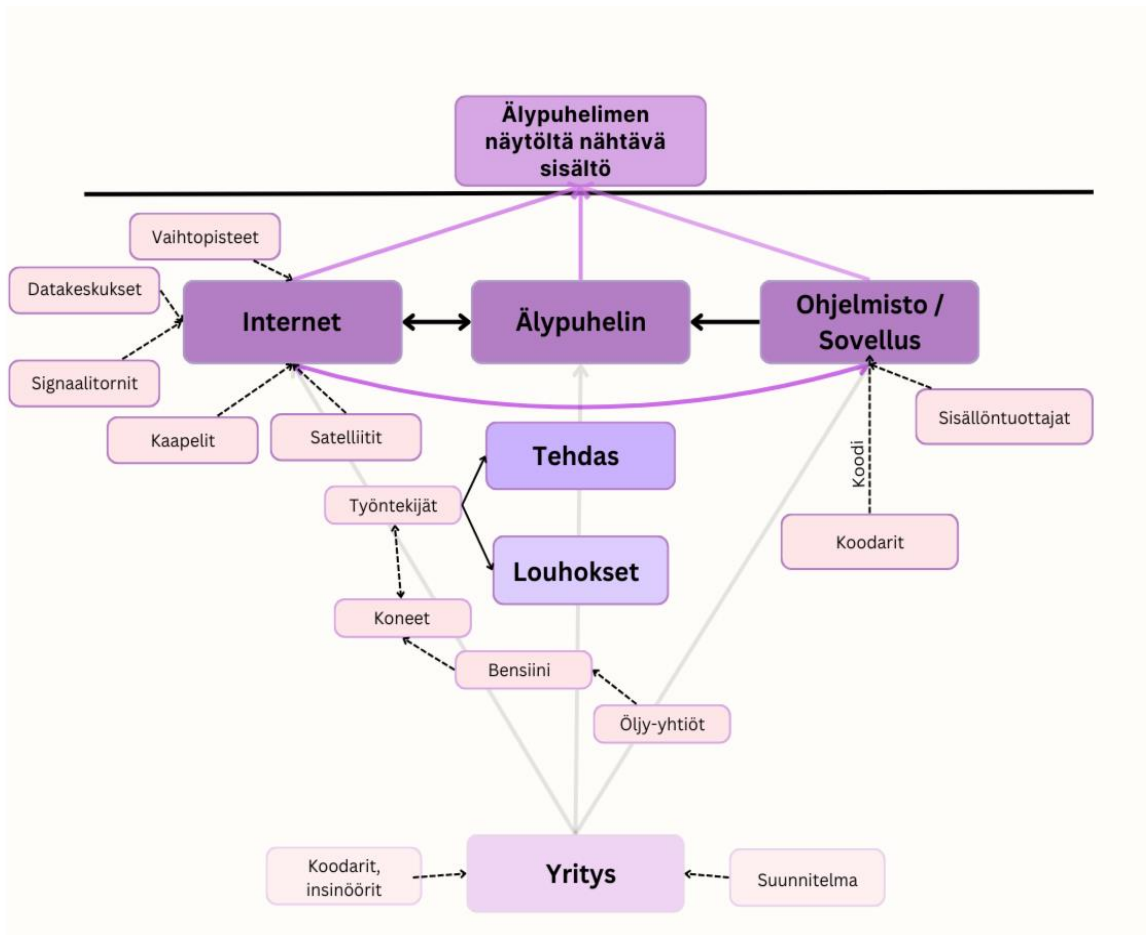 Älypuhelimen
näytöltä nähtävä
sisältö
Vaihtopisteet
Datakeskukset
Internet
Älypuhelin
Ohjelmisto /
Sovellus
Signaalitornit
Kaapelit
Satelliitit
Sisällöntuottajat
Tehdas
Koodi
Työntekijät
Koodarit
Louhokset
Koneet
Bensiini
Öljy-yhtiöt
Koodarit,
insinöörit
Yritys
Suunnitelma